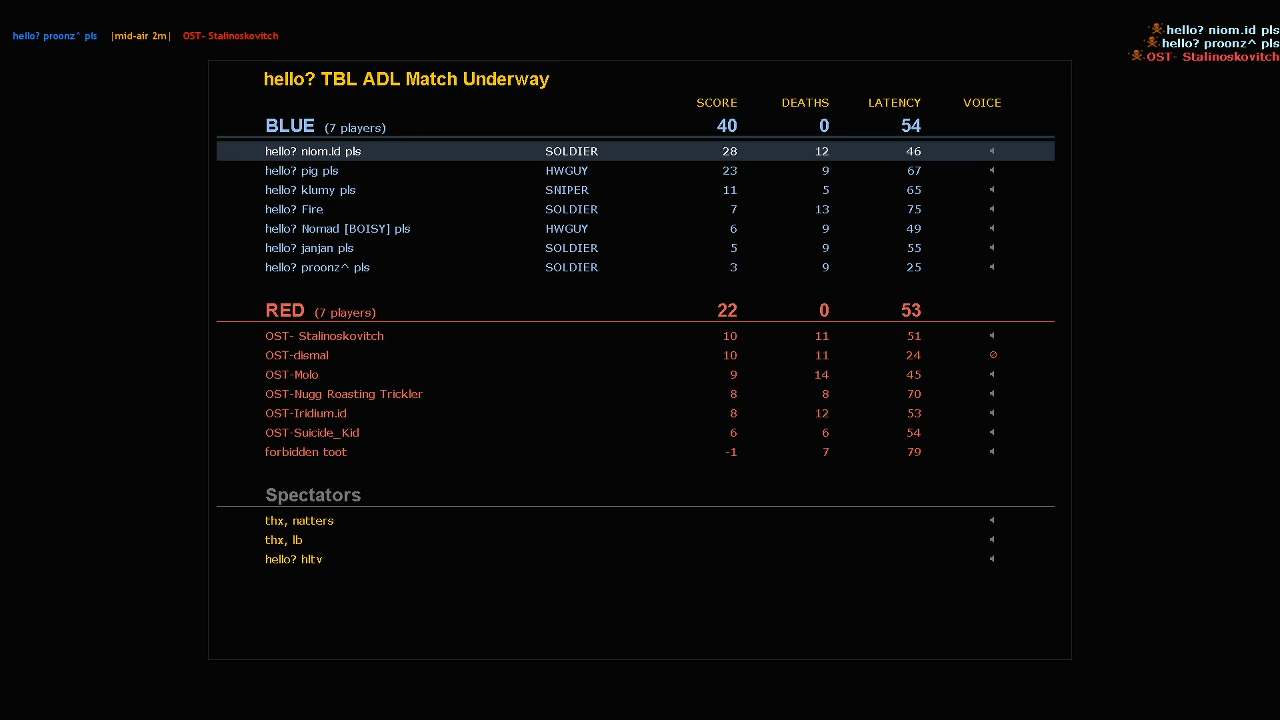 hello? proonz^ pls |mid-air 2m| OST- Stalinoskovitch
hello? niom.id pls
hello? proonz^ pls
OST- Stalinoskovitch
hello? TBL ADL Match Underway
SCORE DEATHS LATENCY VOICE
BLUE (7 players) 40 0 54
hello? niom.id pls SOLDIER 28 12 46
hello? pig pls HWGUY 23 9 67
hello? klumy pls SNIPER 11 5 65
hello? Fire SOLDIER 7 13 75
hello? Nomad [BOISY] pls HWGUY 6 9 49
hello? janjan pls SOLDIER 5 9 55
hello? proonz^ pls SOLDIER 3 9 25
RED (7 players) 22 0 53
OST- Stalinoskovitch 10 11 51
OST-dismal 10 11 24
OST-Molo 9 14 45
OST-Nugg Roasting Trickler 8 8 70
OST-Iridium.id 8 12 53
OST-Suicide_Kid 6 6 54
forbidden toot -1 7 79
Spectators
thx, natters
thx, lb
hello? hltv